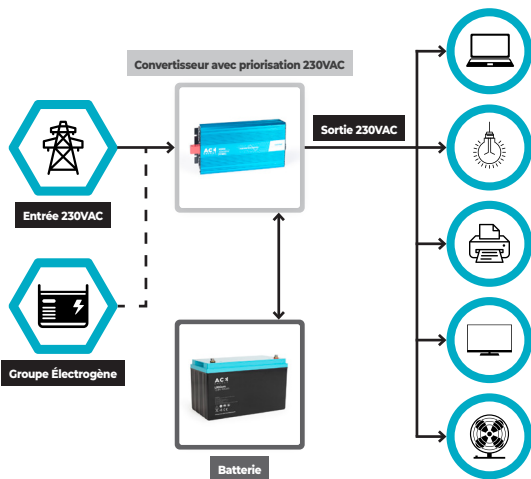 Convertisseur avec priorisation 230VAC
Sortie 230VAC
Entrée 230VAC
Groupe Électrogène
Batterie